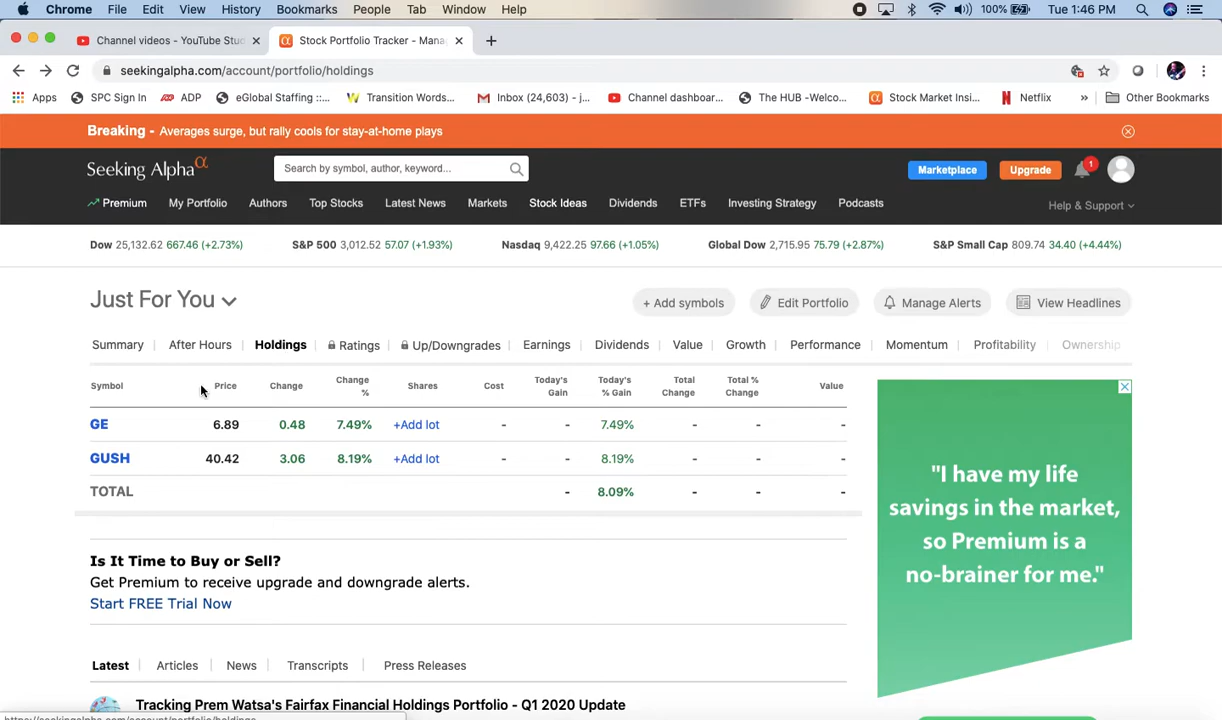 Chrome File Edit View History Bookmarks People Tab Window Help 100% Tue 1:46 PM
Channel videos - YouTube Stud Stock Portfolio Tracker - Mana
seekingalpha.com/account/portfolio/holdings
Apps SPC Sign In ADP eGlobal Staffing ::... Transition Words... Inbox (24,603) - j... Channel dashboar... The HUB -Welco... Stock Market Insi... Netflix » Other Bookmarks
Breaking - Averages surge, but rally cools for stay-at-home plays
Seeking Alpha α Search by symbol, author, keyword... Marketplace Upgrade 1
Premium My Portfolio Authors Top Stocks Latest News Markets Stock Ideas Dividends ETFs Investing Strategy Podcasts Help & Support
Dow 25,132.62 667.46 (+2.73%) S&P 500 3,012.52 57.07 (+1.93%) Nasdaq 9,422.25 97.66 (+1.05%) Global Dow 2,715.95 75.79 (+2.87%) S&P Small Cap 809.74 34.40 (+4.44%)
Just For You + Add symbols Edit Portfolio Manage Alerts View Headlines
Summary After Hours Holdings Ratings Up/Downgrades Earnings Dividends Value Growth Performance Momentum Profitability Ownership
Symbol Price Change Change % Shares Cost Today's Gain Today's % Gain Total Change Total % Change Value
GE 6.89 0.48 7.49% +Add lot - - 7.49% - - -
GUSH 40.42 3.06 8.19% +Add lot - - 8.19% - - -
TOTAL - 8.09% - - -
"I have my life
savings in the market,
so Premium is a
no-brainer for me."
Is It Time to Buy or Sell?
Get Premium to receive upgrade and downgrade alerts.
Start FREE Trial Now
Latest Articles News Transcripts Press Releases
Tracking Prem Watsa's Fairfax Financial Holdings Portfolio - Q1 2020 Update
https://seekingalpha.com/account/portfolio/holdings